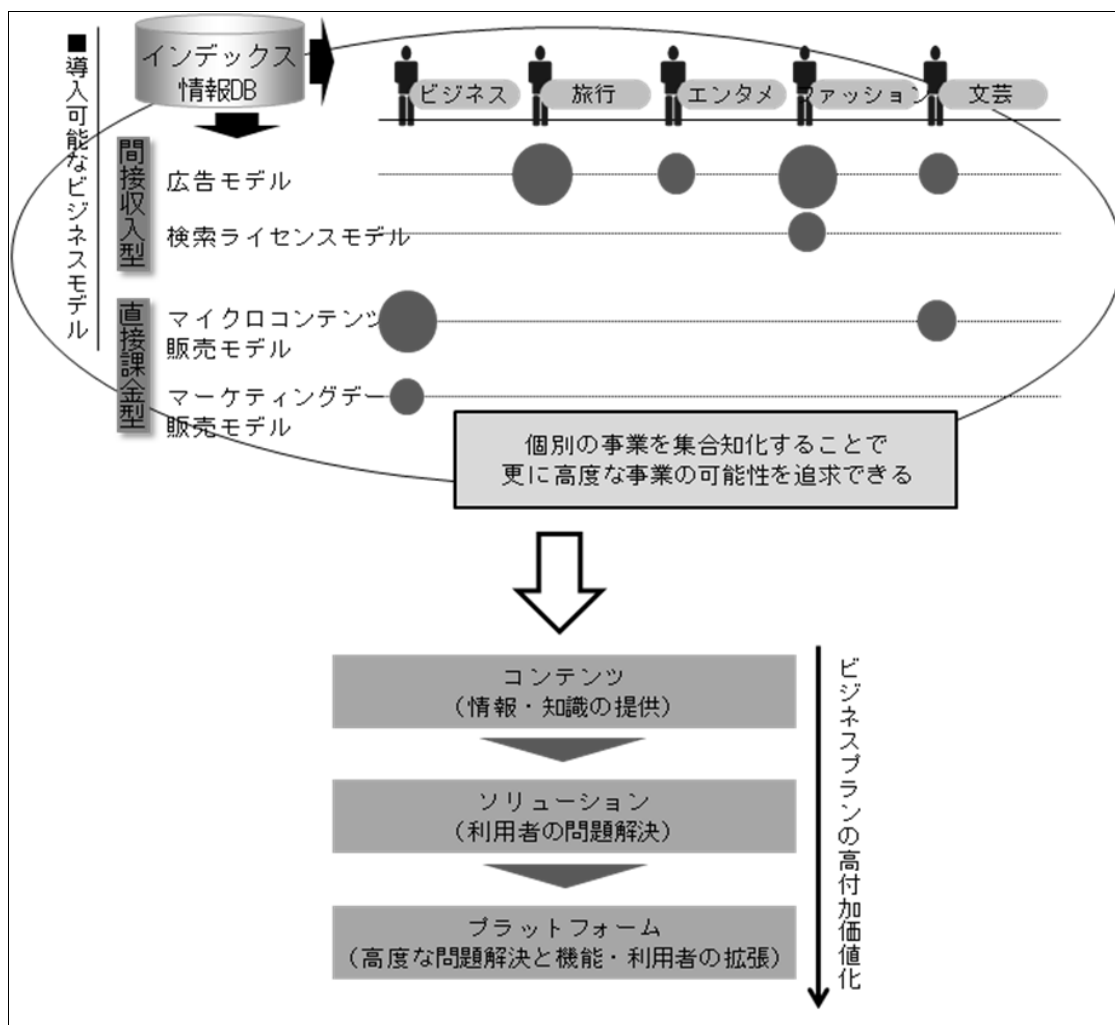 ■導入可能なビジネスモデル
インデックス
情報DB
ビジネス
旅行
エンタメ
ファッション
文芸
間接収入型
広告モデル
検索ライセンスモデル
直接課金型
マイクロコンテンツ
販売モデル
マーケティングデー
販売モデル
個別の事業を集合知化することで
更に高度な事業の可能性を追求できる
コンテンツ
（情報・知識の提供）
ソリューション
（利用者の問題解決）
プラットフォーム
（高度な問題解決と機能・利用者の拡張）
ビジネスプランの高付加価値化